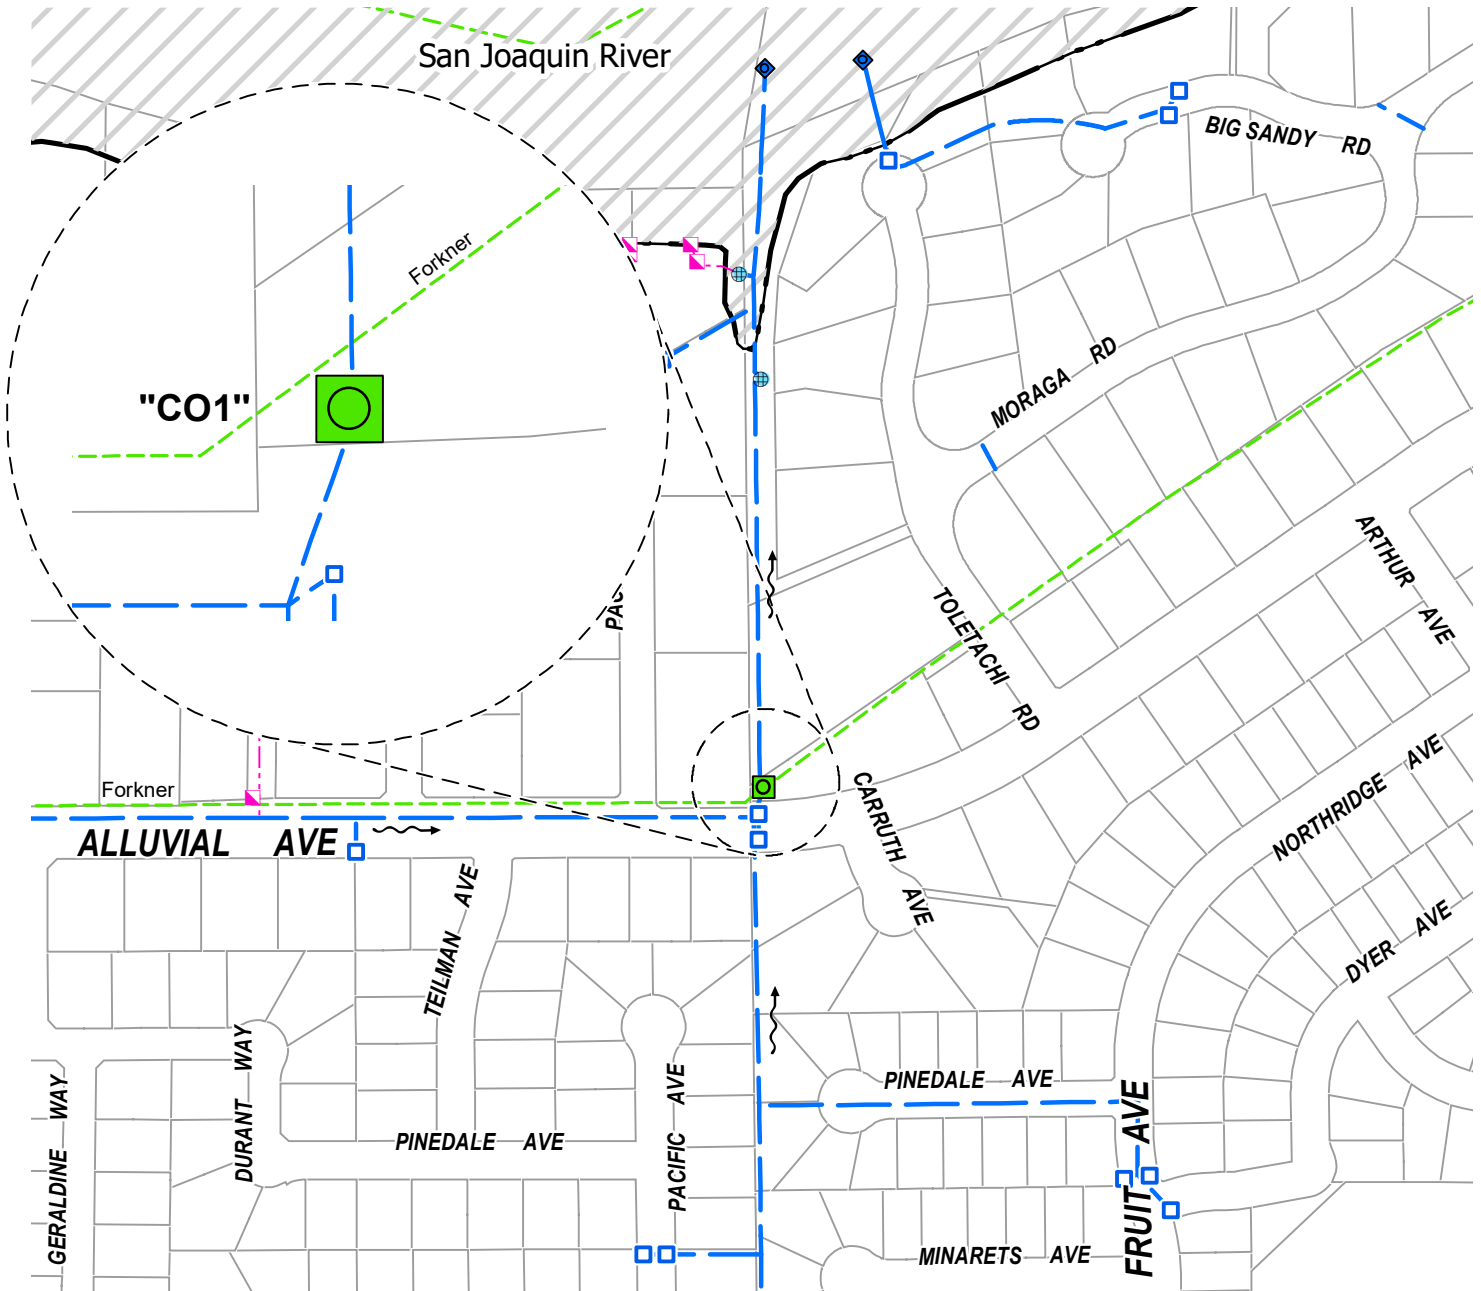 San Joaquin River
BIG SANDY RD
Forkner
"CO1"
MORAGA RD
ARTHUR AVE
PAC
TOLETACHI RD
Forkner
ALLUVIAL AVE
CARRUTH AVE
NORTHRIDGE AVE
TEILMAN AVE
DYER AVE
DURANT WAY
GERALDINE WAY
PACIFIC AVE
PINEDALE AVE
PINEDALE AVE
FRUIT AVE
MINARETS AVE